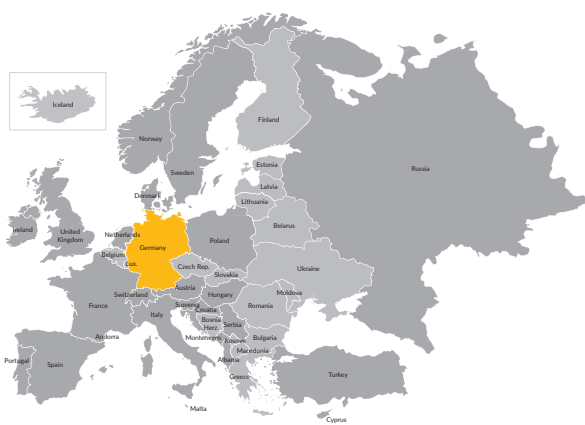 Iceland
Finland
Norway
Russia
Estonia
Sweden
Latvia
Denmark
Lithuania
Belarus
Ireland
United
Kingdom
Netherlands
Poland
Germany
Belgium
Lux.
Czech Rep.
Ukraine
Slovakia
Austria
Switzerland
Hungary
Moldova
France
Slovenia
Romania
Croatia
Italy
Bosnia
Herz.
Serbia
Andorra
Montenegro
Kosovo
Bulgaria
Macedonia
Albania
Portugal
Spain
Greece
Turkey
Malta
Cyprus